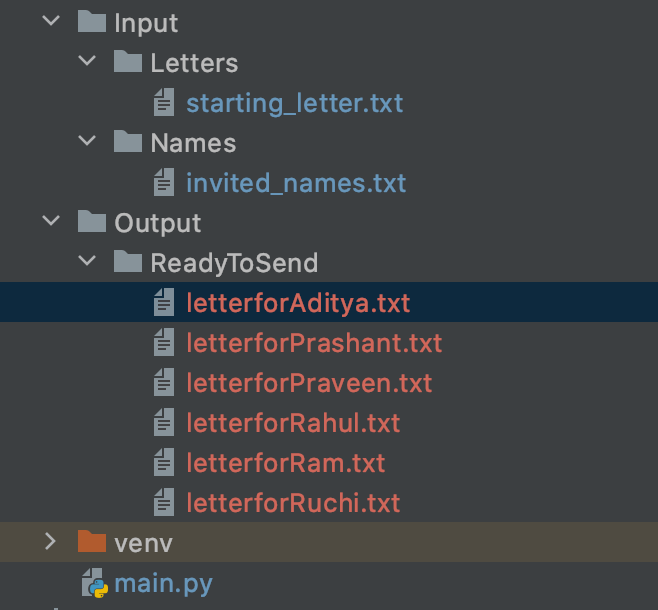 Input
Letters
starting_letter.txt
Names
invited_names.txt
Output
ReadyToSend
letterforAditya.txt
letterforPrashant.txt
letterforPraveen.txt
letterforRahul.txt
letterforRam.txt
letterforRuchi.txt
venv
main.py